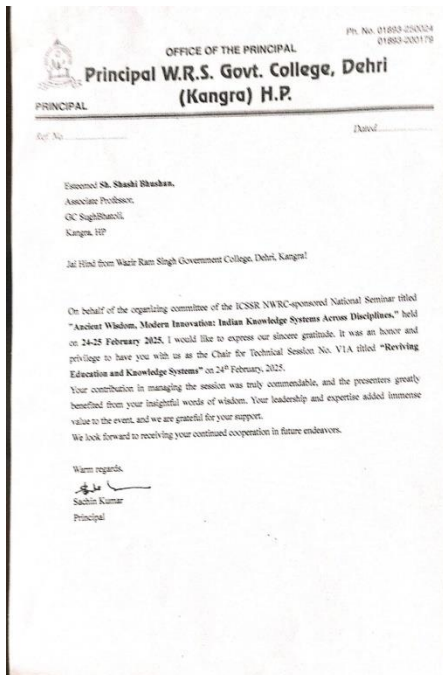 Ph. No. 01893-250024
01893-200179
OFFICE OF THE PRINCIPAL
Principal W.R.S. Govt. College, Dehri
(Kangra) H.P.
PRINCIPAL
Ref. No.
Dated
Esteemed Sh. Shashi Bhushan,
Associate Professor,
GC SughBhatoli,
Kangra, HP
Jai Hind from Wazir Ram Singh Government College, Dehri, Kangra!
On behalf of the organizing committee of the ICSSR NWRC-sponsored National Seminar titled
"Ancient Wisdom, Modern Innovation: Indian Knowledge Systems Across Disciplines," held
on 24-25 February 2025, I would like to express our sincere gratitude. It was an honor and
privilege to have you with us as the Chair for Technical Session No. V1A titled "Reviving
Education and Knowledge Systems" on 24th February, 2025.
Your contribution in managing the session was truly commendable, and the presenters greatly
benefited from your insightful words of wisdom. Your leadership and expertise added immense
value to the event, and we are grateful for your support.
We look forward to receiving your continued cooperation in future endeavors.
Warm regards,
Sachin Kumar
Principal